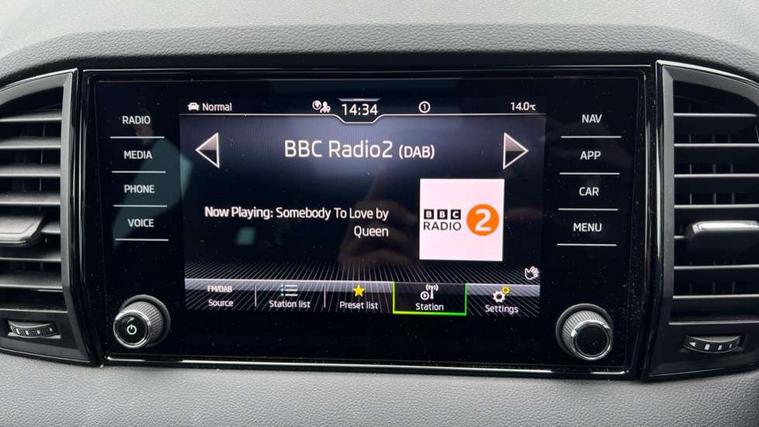 Normal
14:34
14.0°C
RADIO
MEDIA
PHONE
VOICE
BBC Radio2 (DAB)
Now Playing: Somebody To Love by
Queen
BBC
RADIO 2
NAV
APP
CAR
MENU
FM/DAB
Source
Station list
Preset list
Station
Settings